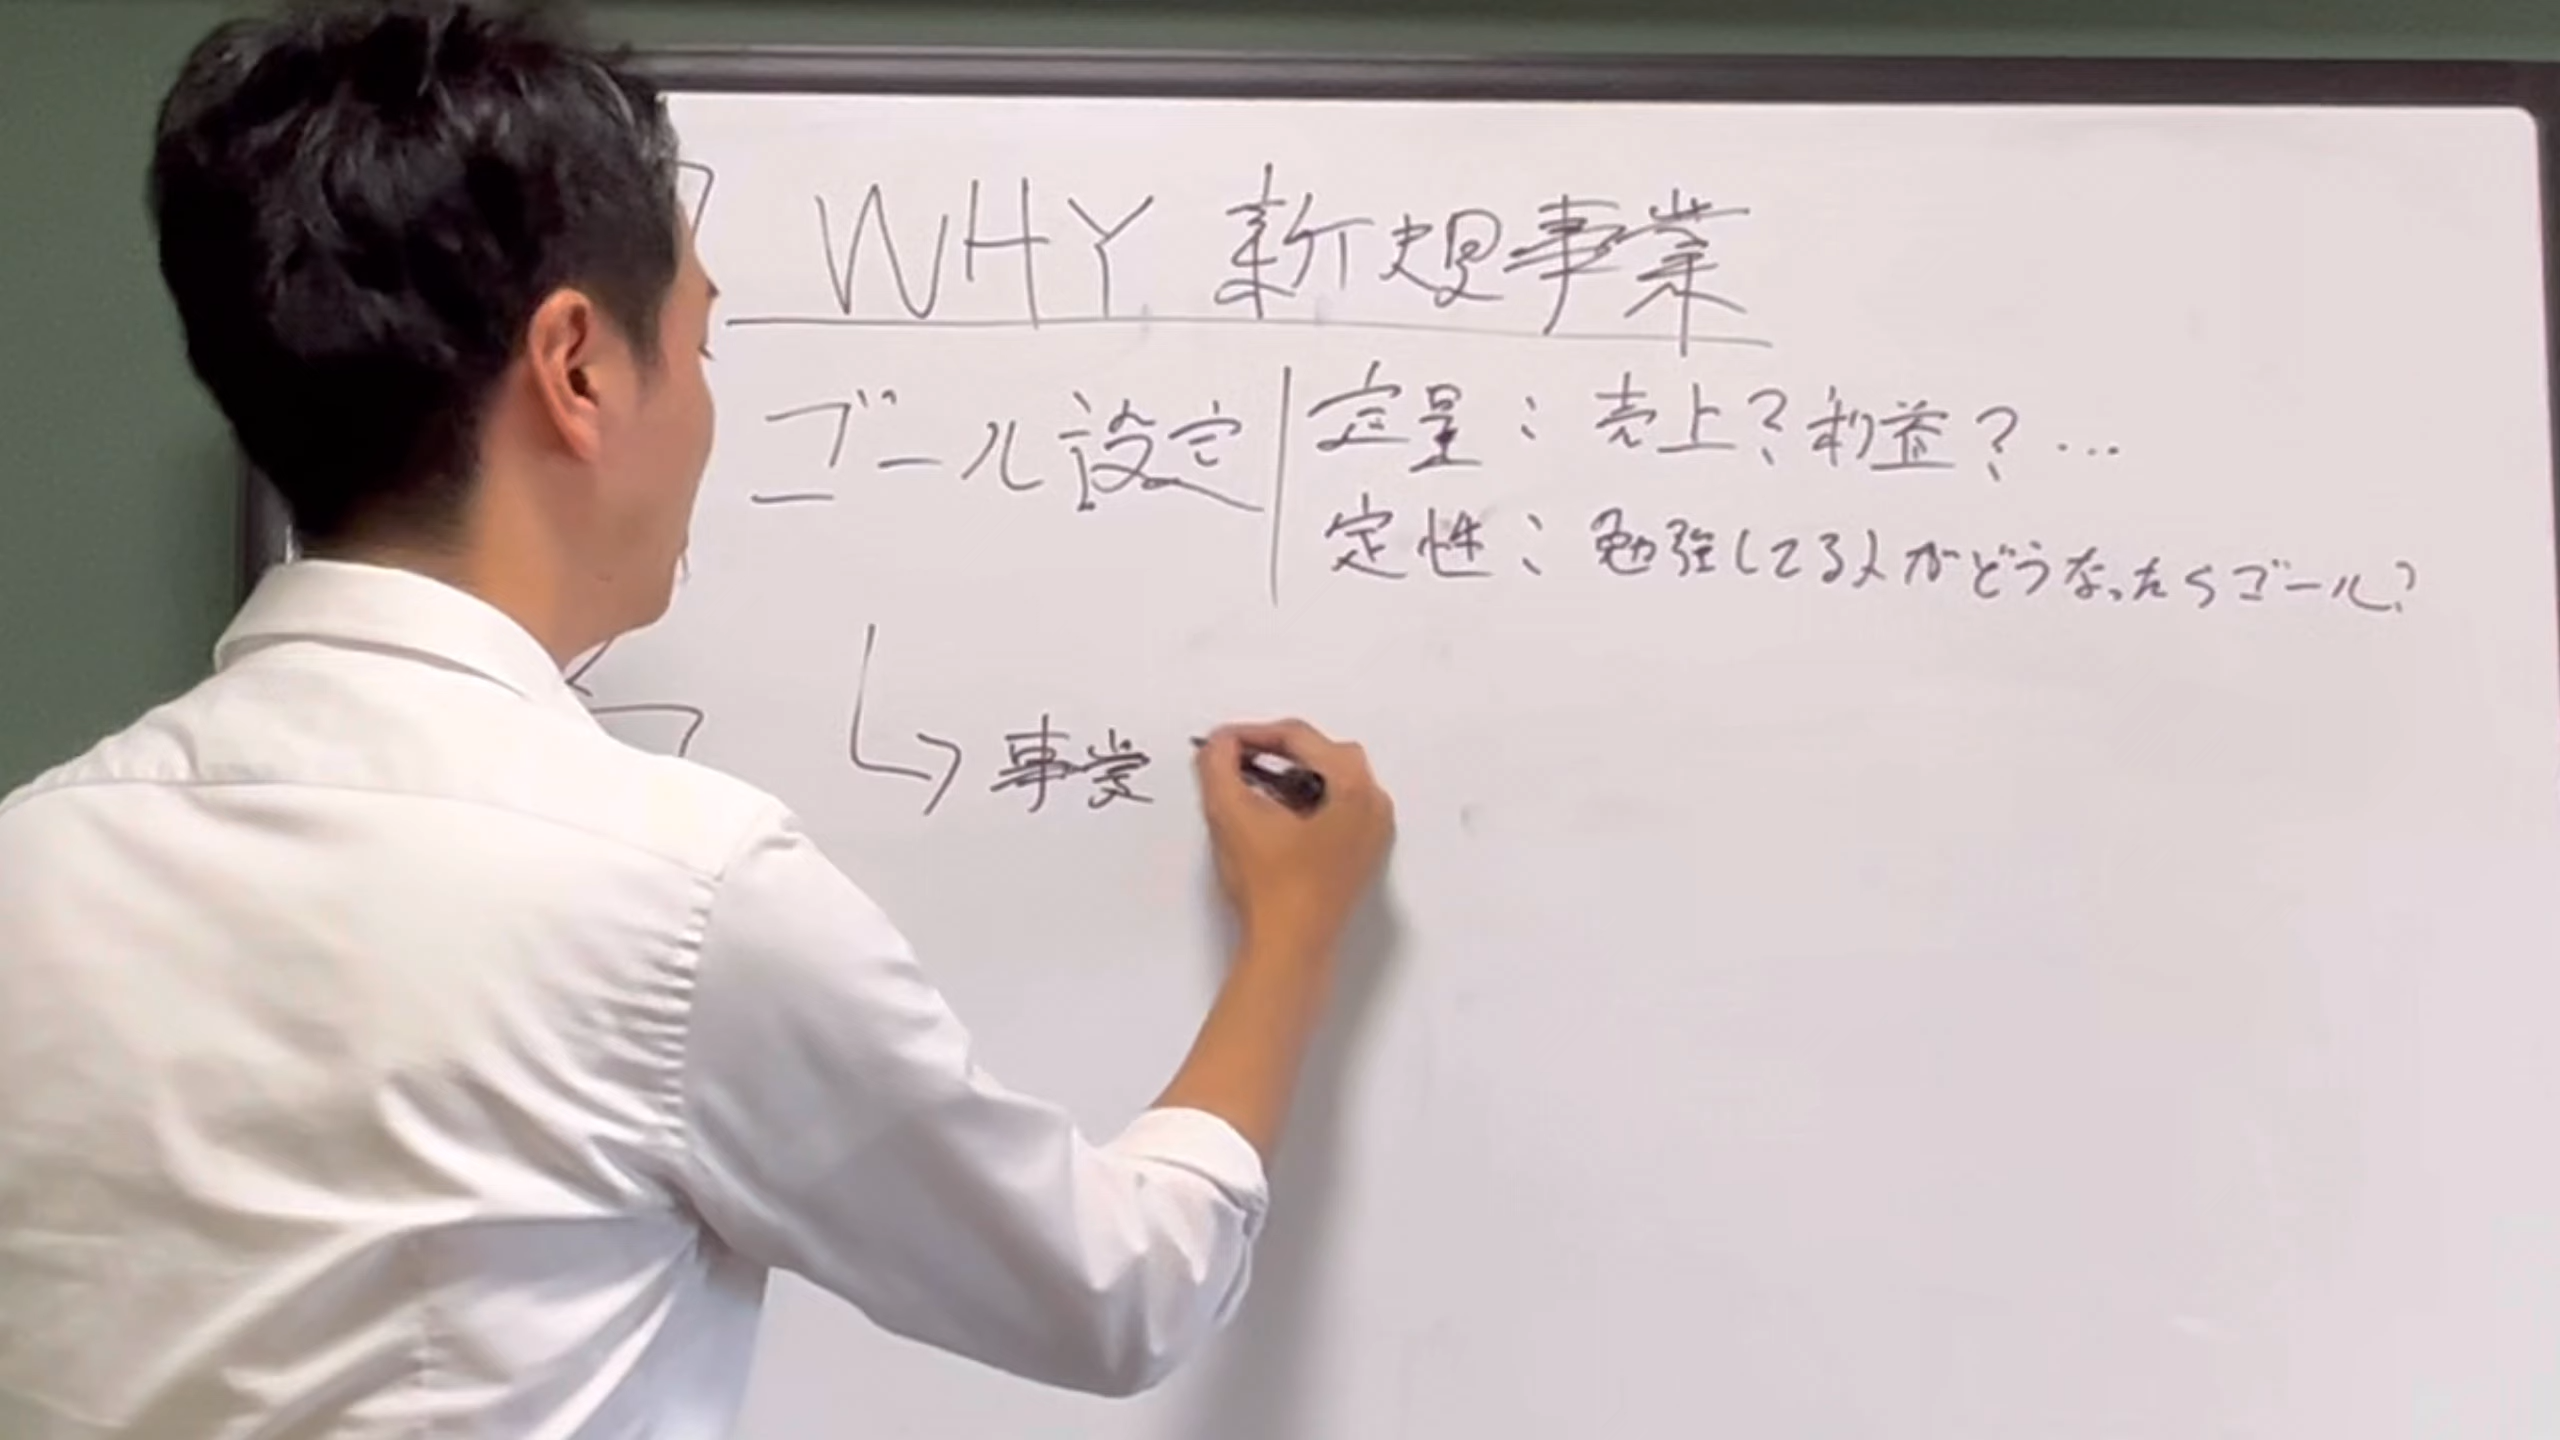 WHY 新規事業
ゴール設定
定量：売上？利益？…
定性：勉強してる人がどうなったらゴール？
事業